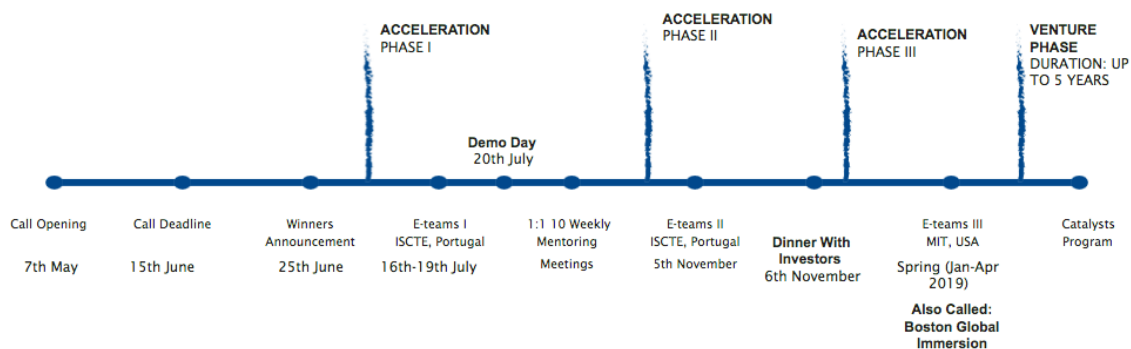 ACCELERATION
PHASE I
ACCELERATION
PHASE II
ACCELERATION
PHASE III
VENTURE
PHASE
DURATION: UP
TO 5 YEARS
Demo Day
20th July
Call Opening
7th May
Call Deadline
15th June
Winners
Announcement
25th June
E-teams I
ISCTE, Portugal
16th-19th July
1:1 10 Weekly
Mentoring
Meetings
E-teams II
ISCTE, Portugal
5th November
Dinner With
Investors
6th November
E-teams III
MIT, USA
Spring (Jan-Apr
2019)
Also Called:
Boston Global
Immersion
Catalysts
Program